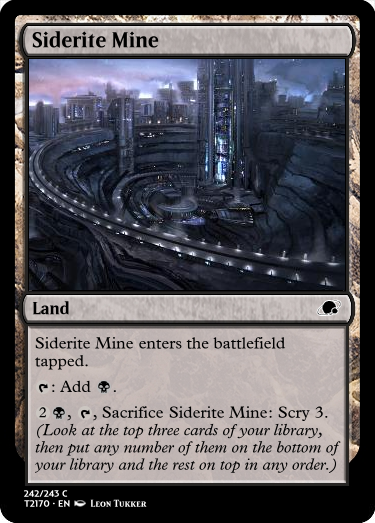 Siderite Mine
Land
Siderite Mine enters the battlefield
tapped.
: Add .
2 , , Sacrifice Siderite Mine: Scry 3.
(Look at the top three cards of your library,
then put any number of them on the bottom of
your library and the rest on top in any order.)
242/243 C
T2170 • EN Leon Tukker